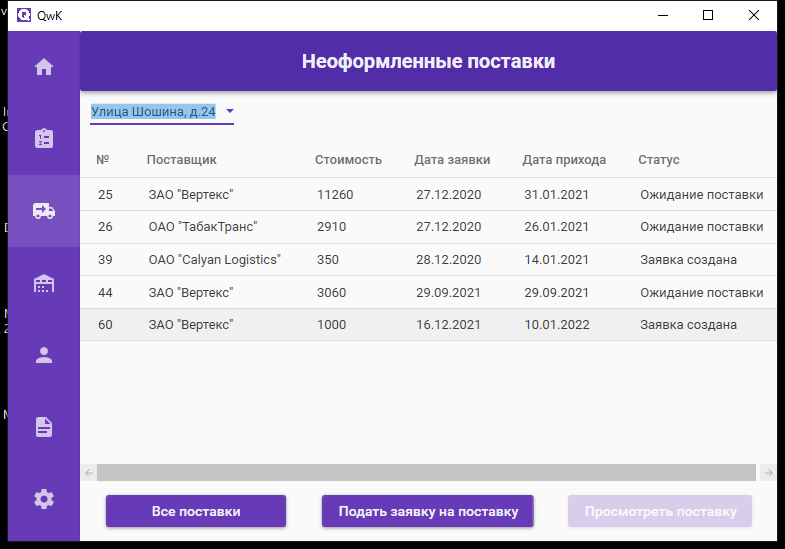 QwK
Неоформленные поставки
Улица Шошина, д.24
№ Поставщик Стоимость Дата заявки Дата прихода Статус
25 ЗАО "Вертекс" 11260 27.12.2020 31.01.2021 Ожидание поставки
26 ОАО "ТабакТранс" 2910 27.12.2020 26.01.2021 Ожидание поставки
39 ОАО "Calyan Logistics" 350 28.12.2020 14.01.2021 Заявка создана
44 ЗАО "Вертекс" 3060 29.09.2021 29.09.2021 Ожидание поставки
60 ЗАО "Вертекс" 1000 16.12.2021 10.01.2022 Заявка создана
Все поставки Подать заявку на поставку Просмотреть поставку